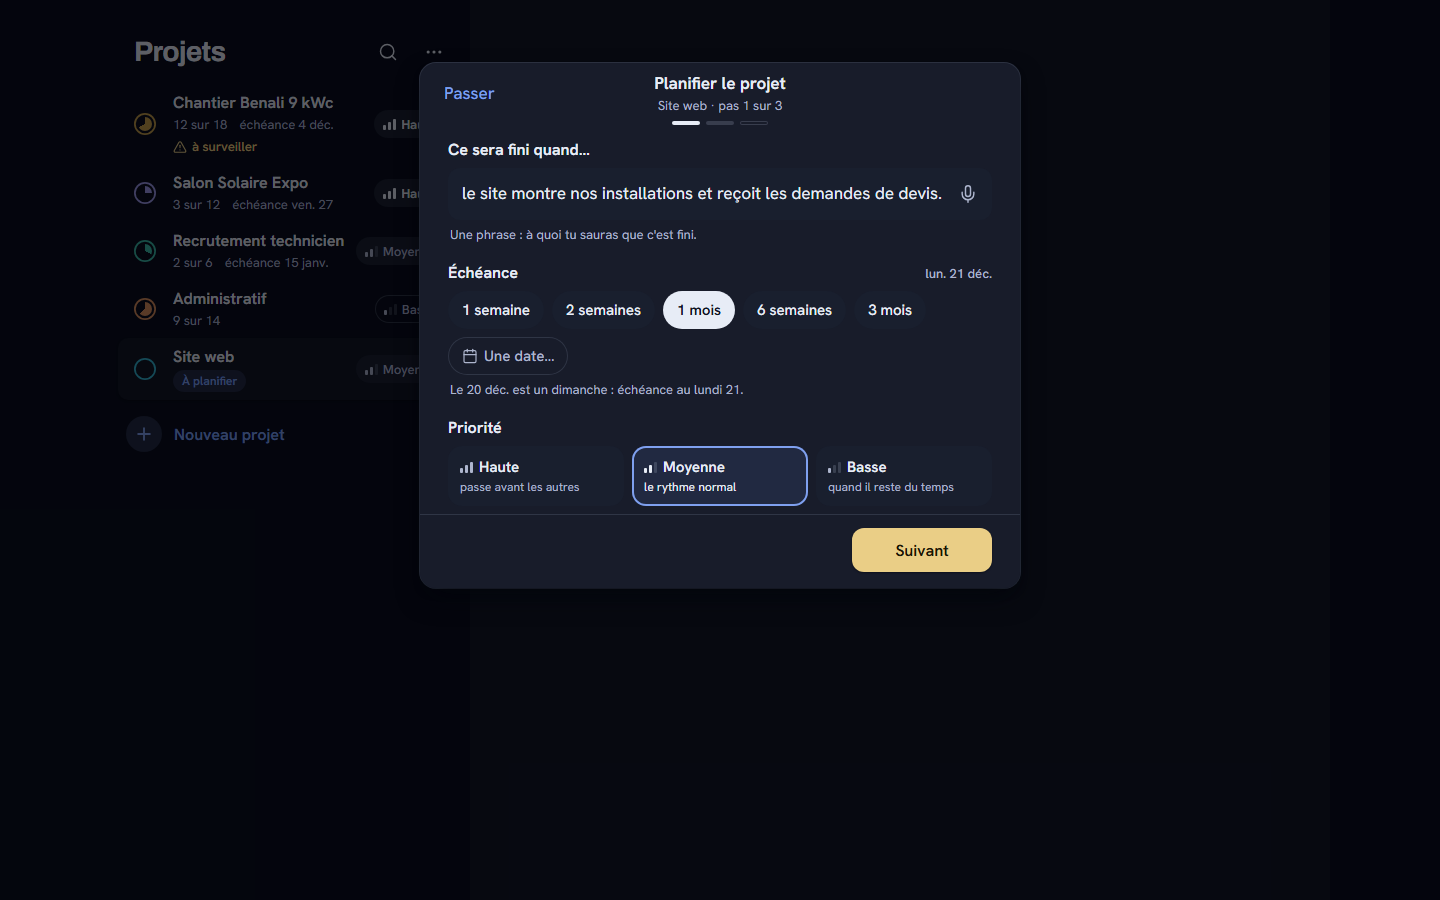 Projets
Chantier Benali 9 kWc
12 sur 18 échéance 4 déc.
à surveiller
Salon Solaire Expo
3 sur 12 échéance ven. 27
Recrutement technicien
2 sur 6 échéance 15 janv.
Moyen
Administratif
9 sur 14
Site web
À planifier
Moyen
Nouveau projet
Passer
Planifier le projet
Site web · pas 1 sur 3
Ce sera fini quand...
le site montre nos installations et reçoit les demandes de devis.
Une phrase : à quoi tu sauras que c'est fini.
Échéance
lun. 21 déc.
1 semaine
2 semaines
1 mois
6 semaines
3 mois
Une date...
Le 20 déc. est un dimanche : échéance au lundi 21.
Priorité
Haute
passe avant les autres
Moyenne
le rythme normal
Basse
quand il reste du temps
Suivant